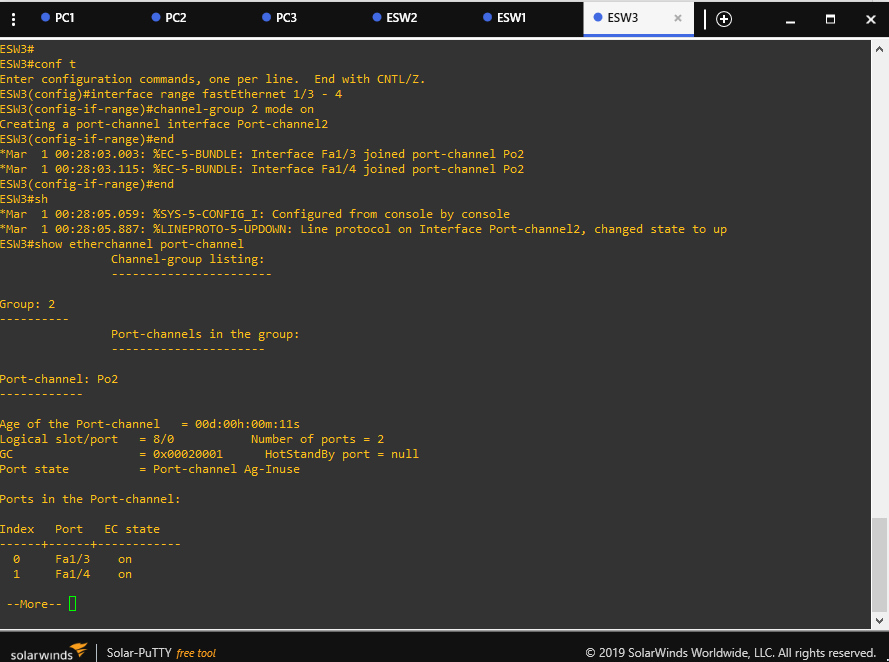 PC1 PC2 PC3 ESW2 ESW1 ESW3
ESW3#
ESW3#conf t
Enter configuration commands, one per line.  End with CNTL/Z.
ESW3(config)#interface range fastEthernet 1/3 - 4
ESW3(config-if-range)#channel-group 2 mode on
Creating a port-channel interface Port-channel2
ESW3(config-if-range)#end
*Mar  1 00:28:03.003: %EC-5-BUNDLE: Interface Fa1/3 joined port-channel Po2
*Mar  1 00:28:03.115: %EC-5-BUNDLE: Interface Fa1/4 joined port-channel Po2
ESW3(config-if-range)#end
ESW3#sh
*Mar  1 00:28:05.059: %SYS-5-CONFIG_I: Configured from console by console
*Mar  1 00:28:05.887: %LINEPROTO-5-UPDOWN: Line protocol on Interface Port-channel2, changed state to up
ESW3#show etherchannel port-channel
                Channel-group listing:
                -----------------------

Group: 2
----------
                Port-channels in the group:
                ----------------------

Port-channel: Po2
------------

Age of the Port-channel   = 00d:00h:00m:11s
Logical slot/port   = 8/0           Number of ports = 2
GC                  = 0x00020001      HotStandBy port = null
Port state          = Port-channel Ag-Inuse

Ports in the Port-channel:

Index   Port   EC state
------+------+------------
  0     Fa1/3    on
  1     Fa1/4    on

 --More--
solarwinds Solar-PuTTY free tool © 2019 SolarWinds Worldwide, LLC. All rights reserved.